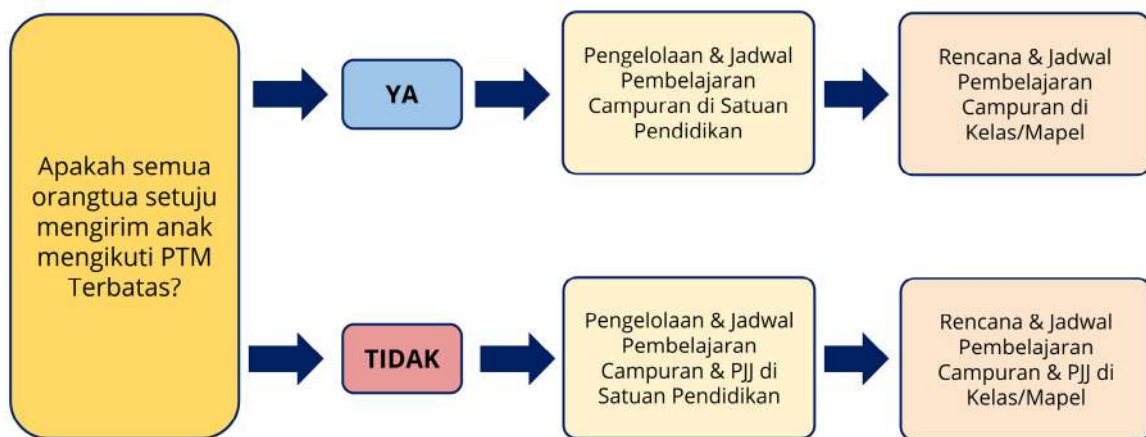 Apakah semua
orangtua setuju
mengirim anak
mengikuti PTM
Terbatas?
YA
Pengelolaan & Jadwal
Pembelajaran
Campuran di Satuan
Pendidikan
Rencana & Jadwal
Pembelajaran
Campuran di
Kelas/Mapel
TIDAK
Pengelolaan & Jadwal
Pembelajaran
Campuran & PJJ di
Satuan Pendidikan
Rencana & Jadwal
Pembelajaran
Campuran & PJJ di
Kelas/Mapel